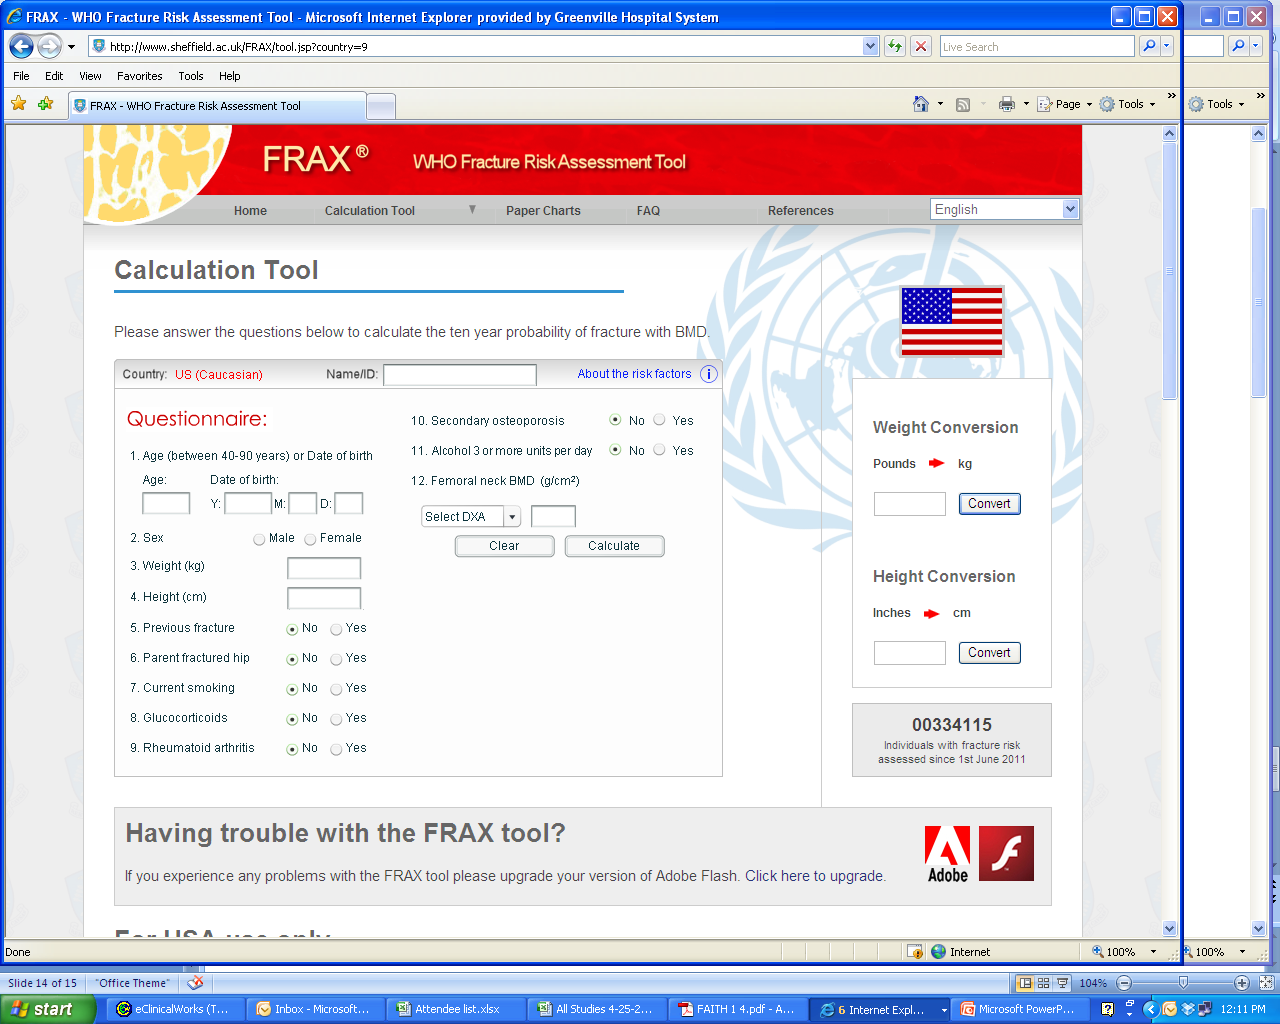 FRAX - WHO Fracture Risk Assessment Tool - Microsoft Internet Explorer provided by Greenville Hospital System
http://www.sheffield.ac.uk/FRAX/tool.jsp?country=9
Live Search
File Edit View Favorites Tools Help
FRAX - WHO Fracture Risk Assessment Tool
Page Tools » Tools »
FRAX ® WHO Fracture Risk Assessment Tool
Home Calculation Tool Paper Charts FAQ References English
Calculation Tool
Please answer the questions below to calculate the ten year probability of fracture with BMD.
Country: US (Caucasian) Name/ID: About the risk factors i
Questionnaire:
1. Age (between 40-90 years) or Date of birth
Age: Date of birth:
Y: M: D:
2. Sex Male Female
3. Weight (kg)
4. Height (cm)
5. Previous fracture No Yes
6. Parent fractured hip No Yes
7. Current smoking No Yes
8. Glucocorticoids No Yes
9. Rheumatoid arthritis No Yes
10. Secondary osteoporosis No Yes
11. Alcohol 3 or more units per day No Yes
12. Femoral neck BMD (g/cm²)
Select DXA
Clear Calculate
Weight Conversion
Pounds kg
Convert
Height Conversion
Inches cm
Convert
00334115
Individuals with fracture risk
assessed since 1st June 2011
Having trouble with the FRAX tool?
If you experience any problems with the FRAX tool please upgrade your version of Adobe Flash. Click here to upgrade.
Adobe
For USA use only
Done Internet 100% 100%
Slide 14 of 15 "Office Theme" 104%
start eClinicalWorks (T... Inbox - Microsoft... Attendee list.xlsx All Studies 4-25-2... FAITH 1 4.pdf - A... 6 Internet Expl... Microsoft PowerP... 12:11 PM